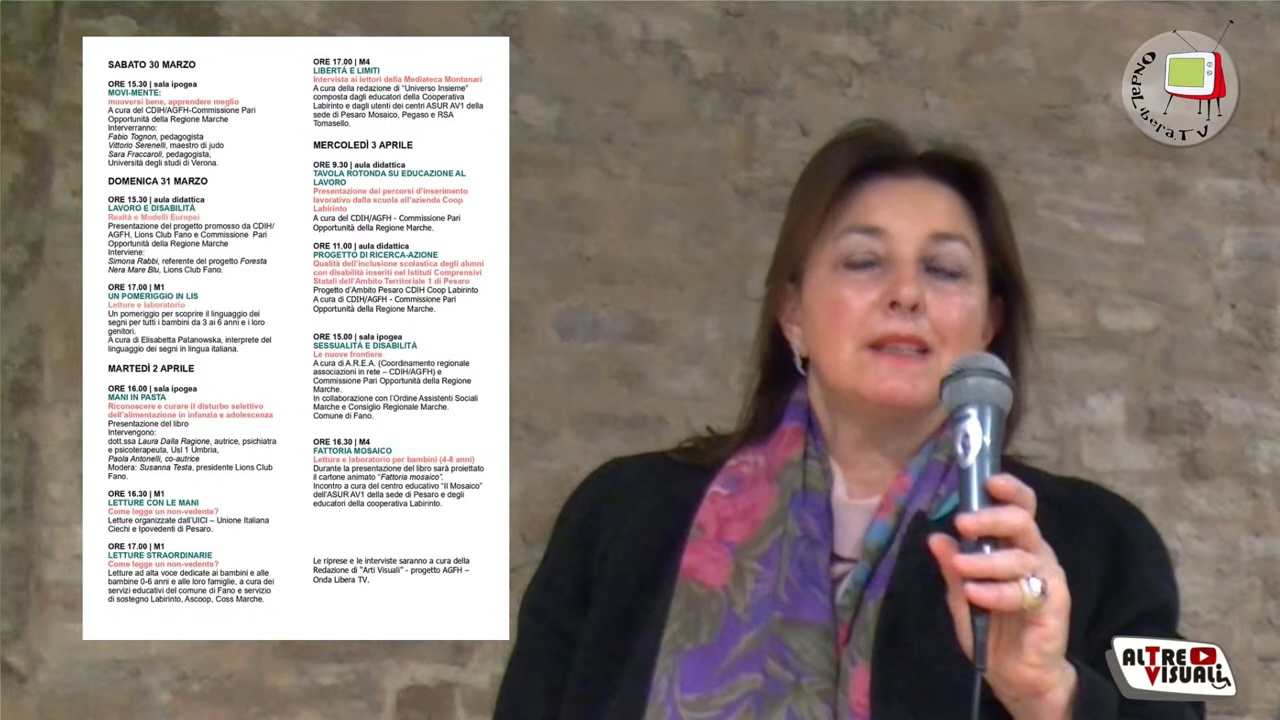 SABATO 30 MARZO
ORE 15.30 | sala ipogea
MOVI-MENTE:
muoversi bene, apprendere meglio
A cura del CDIH/AGFH-Commissione Pari
Opportunità della Regione Marche
Interverranno:
Fabio Tognon, pedagogista
Vittorio Serenelli, maestro di judo
Sara Fraccaroli, pedagogista,
Università degli studi di Verona.
DOMENICA 31 MARZO
ORE 15.30 | aula didattica
LAVORO E DISABILITÁ
Realtà e Modelli Europei
Presentazione del progetto promosso da CDIH/
AGFH, Lions Club Fano e Commissione Pari
Opportunità della Regione Marche
Interviene:
Simona Rabbi, referente del progetto Foresta
Nera Mare Blu, Lions Club Fano.
ORE 17.00 | M1
UN POMERIGGIO IN LIS
Letture e laboratorio
Un pomeriggio per scoprire il linguaggio dei
segni per tutti i bambini da 3 ai 6 anni e i loro
genitori.
A cura di Elisabetta Patanowska, interprete del
linguaggio dei segni in lingua italiana.
MARTEDÌ 2 APRILE
ORE 16.00 | sala ipogea
MANI IN PASTA
Riconoscere e curare il disturbo selettivo
dell'alimentazione in infanzia e adolescenza
Presentazione del libro
Intervengono:
dott.ssa Laura Dalla Ragione, autrice, psichiatra
e psicoterapeuta, Usl 1 Umbria,
Paola Antonelli, co-autrice
Modera: Susanna Testa, presidente Lions Club
Fano.
ORE 16.30 | M1
LETTURE CON LE MANI
Come legge un non-vedente?
Letture organizzate dall'UICI – Unione Italiana
Ciechi e Ipovedenti di Pesaro.
ORE 17.00 | M1
LETTURE STRAORDINARIE
Come legge un non-vedente?
Letture ad alta voce dedicate ai bambini e alle
bambine 0-6 anni e alle loro famiglie, a cura dei
servizi educativi del comune di Fano e servizio
di sostegno Labirinto, Ascoop, Coss Marche.
ORE 17.00 | M4
LIBERTÀ E LIMITI
Intervista ai lettori della Mediateca Montanari
A cura della redazione di "Universo Insieme"
composta dagli educatori della Cooperativa
Labirinto e dagli utenti dei centri ASUR AV1 della
sede di Pesaro Mosaico, Pegaso e RSA
Tomasello.
MERCOLEDÌ 3 APRILE
ORE 9.30 | aula didattica
TAVOLA ROTONDA SU EDUCAZIONE AL
LAVORO
Presentazione dei percorsi d'inserimento
lavorativo dalla scuola all'azienda Coop
Labirinto
A cura del CDIH/AGFH - Commissione Pari
Opportunità della Regione Marche.
ORE 11.00 | aula didattica
PROGETTO DI RICERCA-AZIONE
Qualità dell'inclusione scolastica degli alunni
con disabilità inseriti nel Istituti Comprensivi
Statali dell'Ambito Territoriale 1 di Pesaro
Progetto d'Ambito Pesaro CDIH Coop Labirinto
A cura di CDIH/AGFH - Commissione Pari
Opportunità della Regione Marche.
ORE 15.00 | sala ipogea
SESSUALITÀ E DISABILITÀ
Le nuove frontiere
A cura di A.R.E.A. (Coordinamento regionale
associazioni in rete – CDIH/AGFH) e
Commissione Pari Opportunità della Regione
Marche.
In collaborazione con l'Ordine Assistenti Sociali
Marche e Consiglio Regionale Marche.
Comune di Fano.
ORE 16.30 | M4
FATTORIA MOSAICO
Lettura e laboratorio per bambini (4-8 anni)
Durante la presentazione del libro sarà proiettato
il cartone animato "Fattoria mosaico".
Incontro a cura del centro educativo "Il Mosaico"
dell'ASUR AV1 della sede di Pesaro e degli
educatori della cooperativa Labirinto.
Le riprese e le interviste saranno a cura della
Redazione di "Arti Visuali" - progetto AGFH –
Onda Libera TV.
OndaLibera.TV
ALTRE
VISUALI